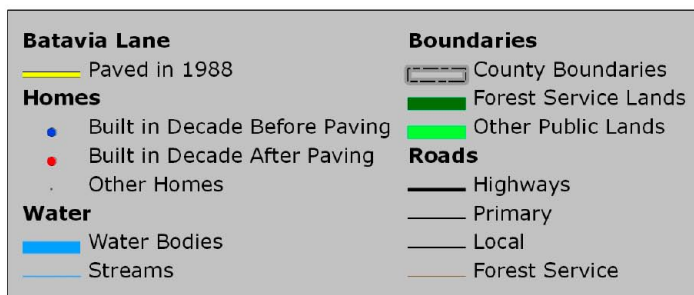 Batavia Lane
Paved in 1988
Homes
Built in Decade Before Paving
Built in Decade After Paving
Other Homes
Water
Water Bodies
Streams
Boundaries
County Boundaries
Forest Service Lands
Other Public Lands
Roads
Highways
Primary
Local
Forest Service